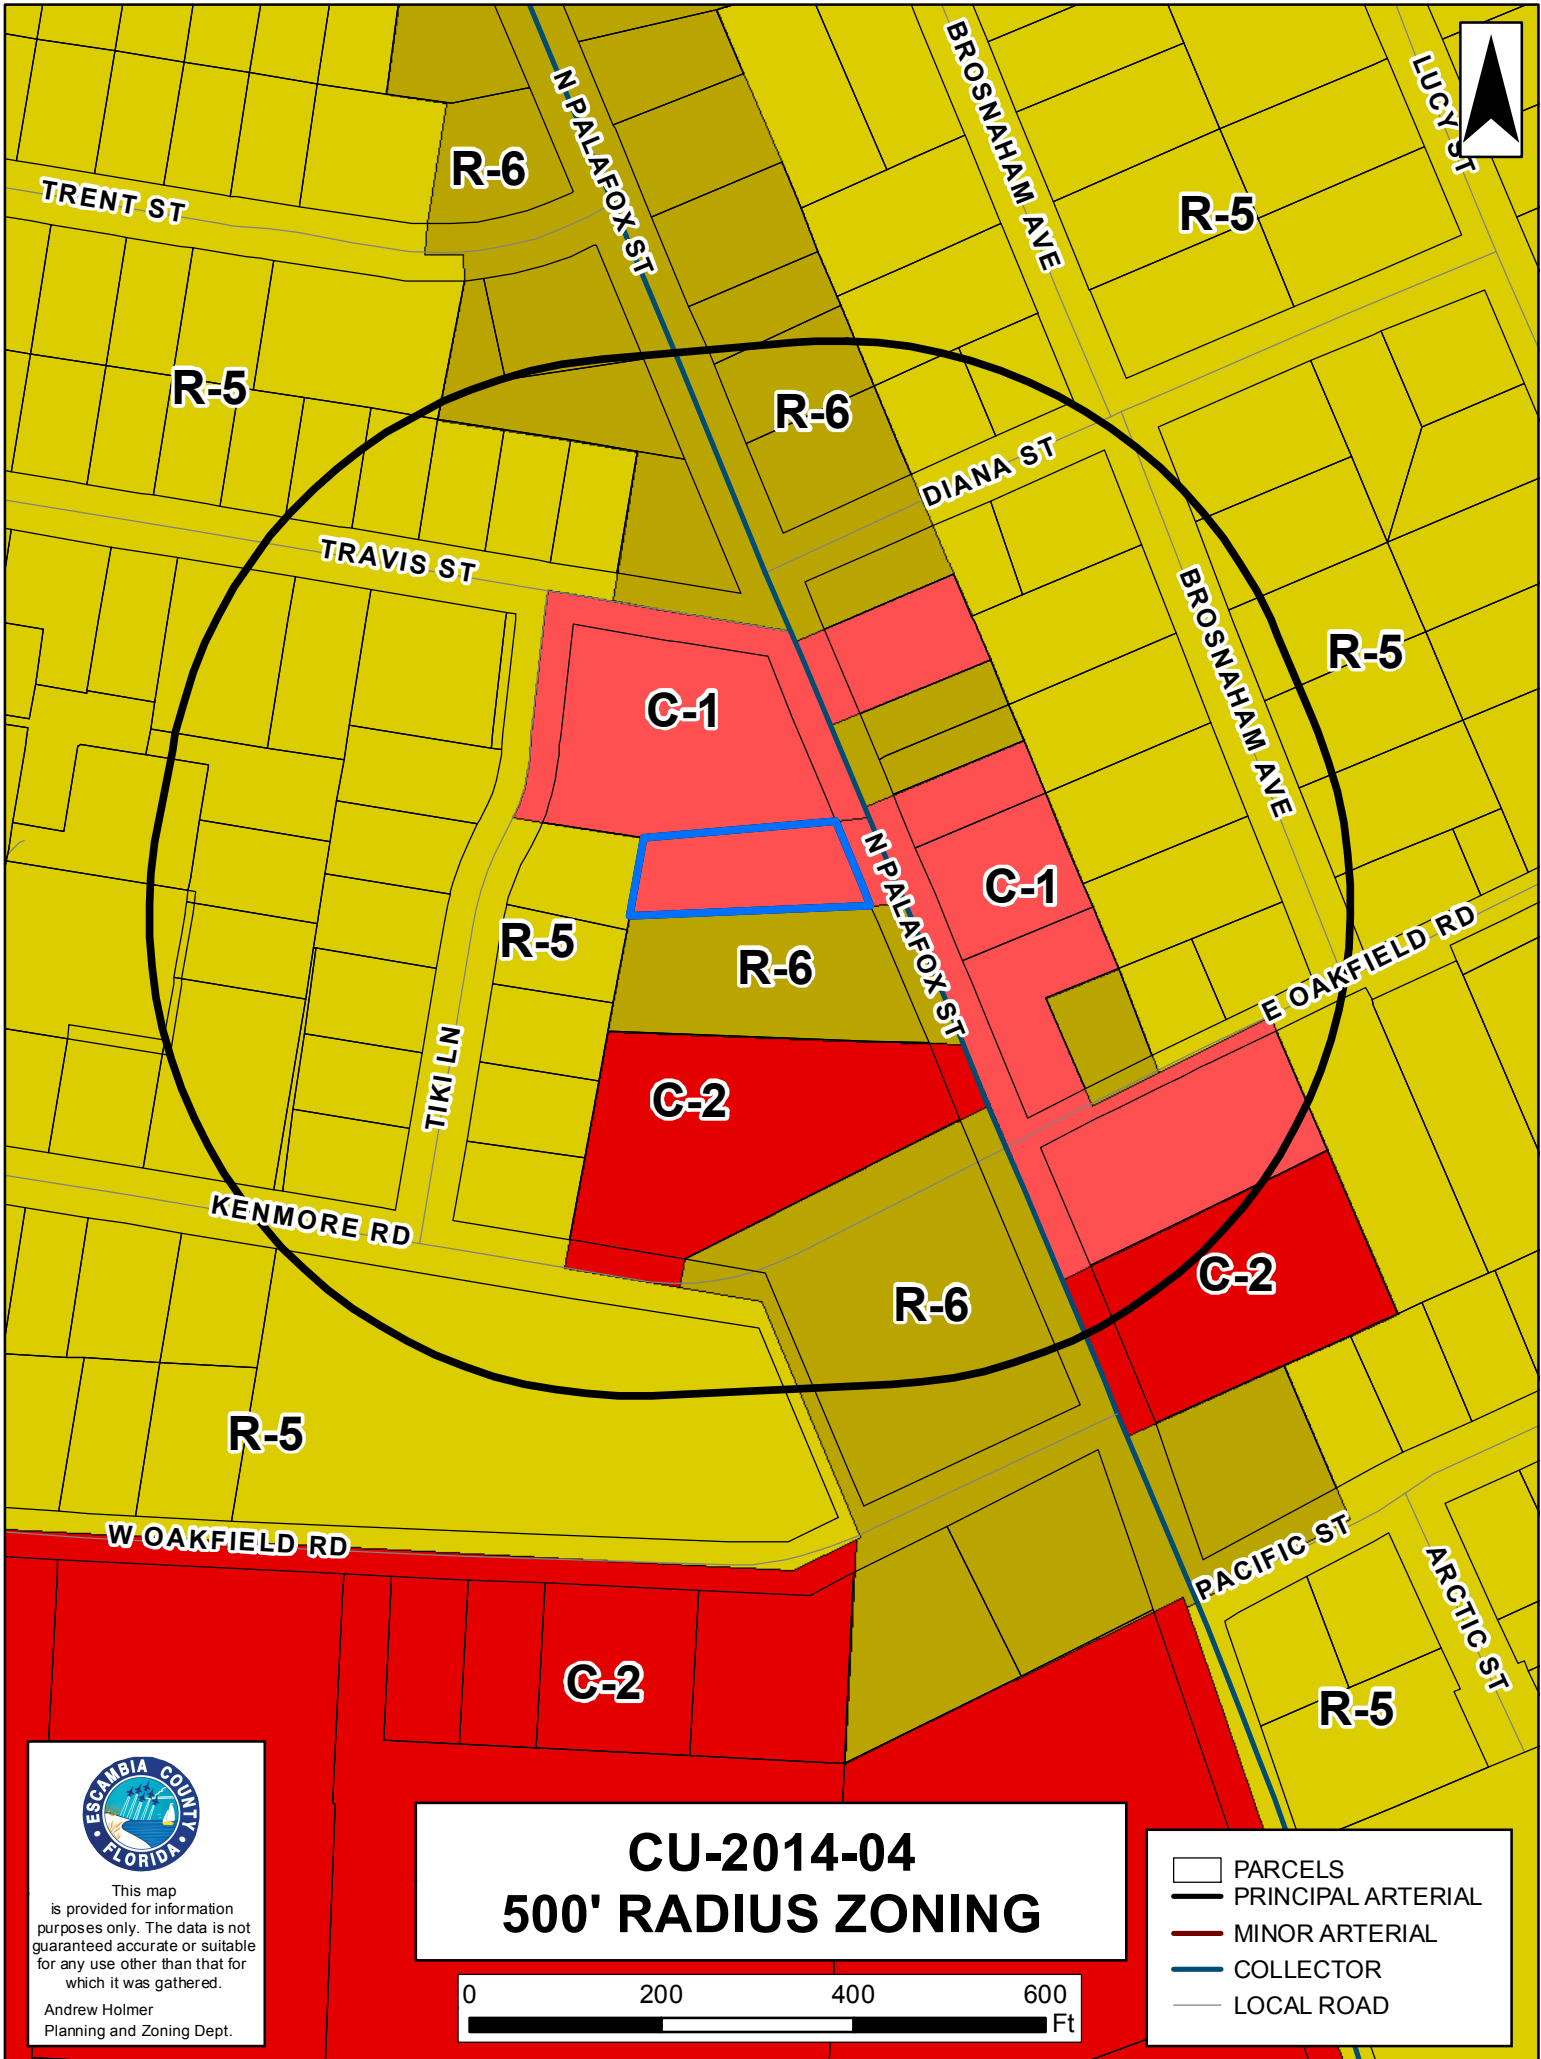 BROSNAHAM AVE
LUCY ST
N PALAFOX ST
R-6
TRENT ST
R-5
R-5
R-6
DIANA ST
TRAVIS ST
BROSNAHAM AVE
R-5
C-1
N PALAFOX ST
C-1
R-5
R-6
E OAKFIELD RD
TIKI LN
C-2
KENMORE RD
C-2
R-6
R-5
W OAKFIELD RD
PACIFIC ST
ARCTIC ST
C-2
R-5
ESCAMBIA COUNTY
FLORIDA
This map
is provided for information
purposes only. The data is not
guaranteed accurate or suitable
for any use other than that for
which it was gathered.
Andrew Holmer
Planning and Zoning Dept.
CU-2014-04
500' RADIUS ZONING
0 200 400 600
Ft
PARCELS
PRINCIPAL ARTERIAL
MINOR ARTERIAL
COLLECTOR
LOCAL ROAD